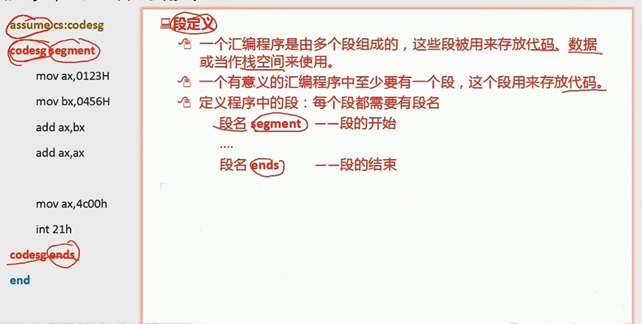 assume cs:codesg
codesg segment
mov ax,0123H
mov bx,0456H
add ax,bx
add ax,ax
mov ax,4c00h
int 21h
codesg ends
end
段定义
一个汇编程序是由多个段组成的，这些段被用来存放代码、数据
或当作栈空间来使用。
一个有意义的汇编程序中至少要有一个段，这个段用来存放代码。
定义程序中的段：每个段都需要有段名
段名 segment ——段的开始
....
段名 ends ——段的结束